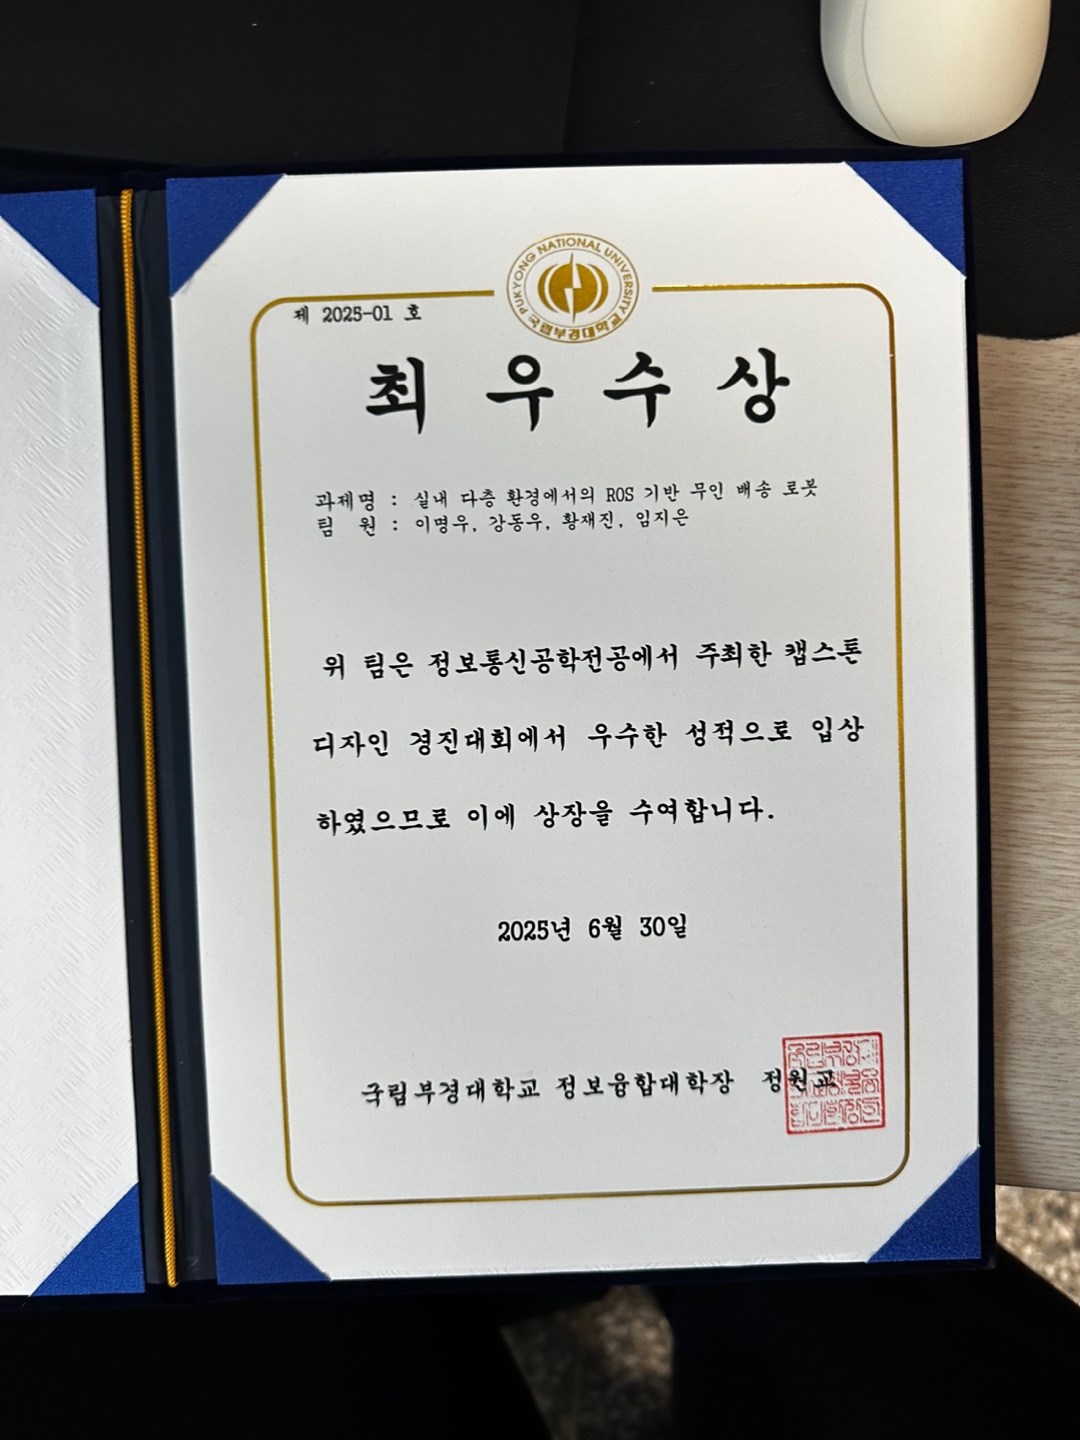 PUKYONG NATIONAL UNIVERSITY
국립부경대학교
제 2025-01 호
최우수상
과제명 : 실내 다층 환경에서의 ROS 기반 무인 배송 로봇
팀 원 : 이명우, 강동우, 황재진, 임지은
위 팀은 정보통신공학전공에서 주최한 캡스톤
디자인 경진대회에서 우수한 성적으로 입상
하였으므로 이에 상장을 수여합니다.
2025년 6월 30일
국립부경대학교 정보융합대학장 정원교